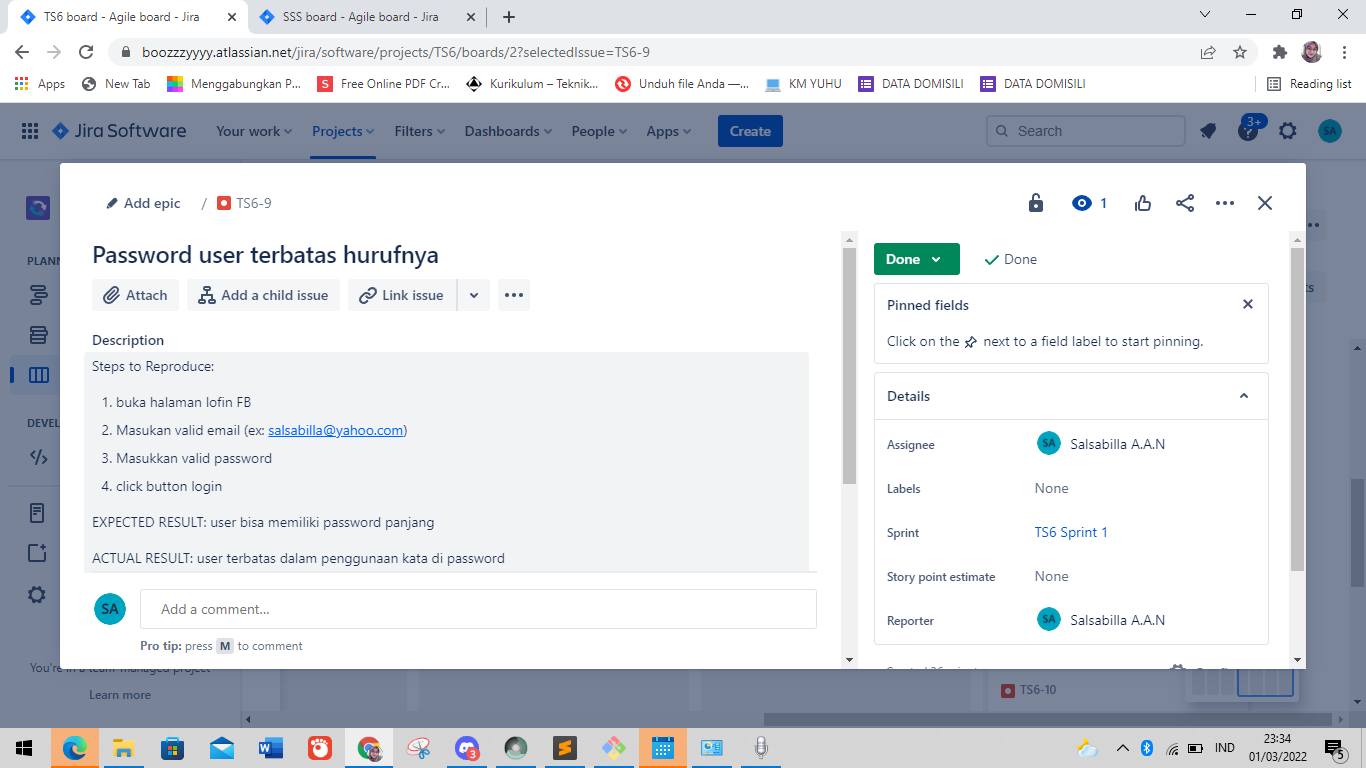 TS6 board - Agile board - Jira
SSS board - Agile board - Jira
boozzzyyyy.atlassian.net/jira/software/projects/TS6/boards/2?selectedIssue=TS6-9
Apps
New Tab
Menggabungkan P...
Free Online PDF Cr...
Kurikulum – Teknik...
Unduh file Anda —...
KM YUHU
DATA DOMISILI
DATA DOMISILI
Reading list
Jira Software
Your work
Projects
Filters
Dashboards
People
Apps
Create
Search
3+
SA
Add epic
/
TS6-9
1
Password user terbatas hurufnya
Attach
Add a child issue
Link issue
Description
Steps to Reproduce:
1. buka halaman lofin FB
2. Masukan valid email (ex: salsabilla@yahoo.com)
3. Masukkan valid password
4. click button login
EXPECTED RESULT: user bisa memiliki password panjang
ACTUAL RESULT: user terbatas dalam penggunaan kata di password
SA
Add a comment...
Pro tip: press M to comment
Done
Done
Pinned fields
Click on the next to a field label to start pinning.
Details
Assignee
SA
Salsabilla A.A.N
Labels
None
Sprint
TS6 Sprint 1
Story point estimate
None
Reporter
SA
Salsabilla A.A.N
PLANN
DEVEL
You're in a team-managed project
Learn more
TS6-10
3
IND
23:34
01/03/2022
5